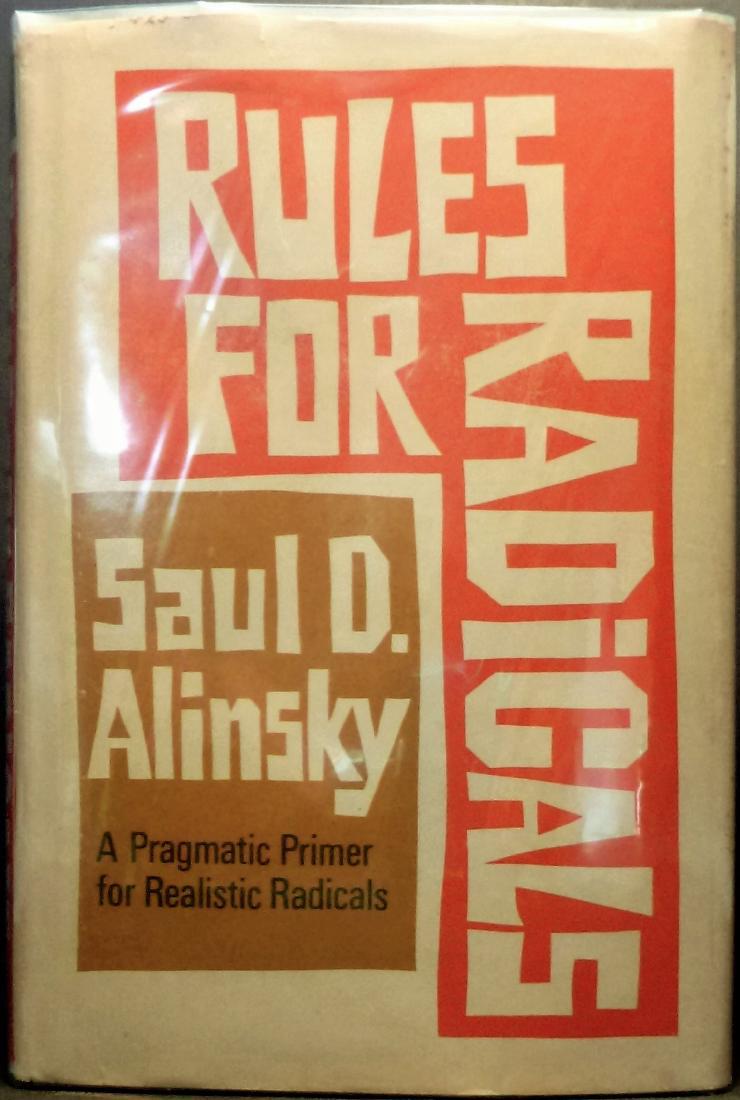 RULES
FOR
RADiCALS
Saul D.
Alinsky
A Pragmatic Primer
for Realistic Radicals